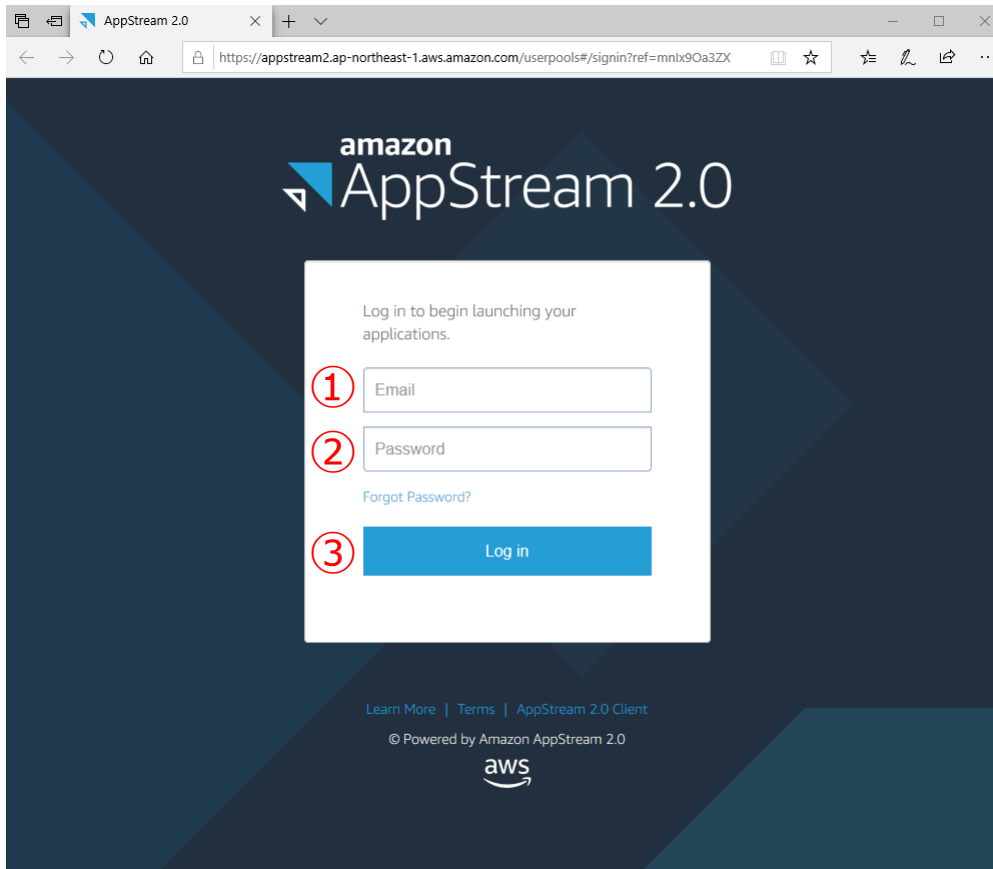 AppStream 2.0
https://appstream2.ap-northeast-1.aws.amazon.com/userpools#/signin?ref=mnIx9Oa3ZX
amazon
AppStream 2.0
Log in to begin launching your
applications.
① Email
② Password
Forgot Password?
③ Log in
Learn More | Terms | AppStream 2.0 Client
© Powered by Amazon AppStream 2.0
aws